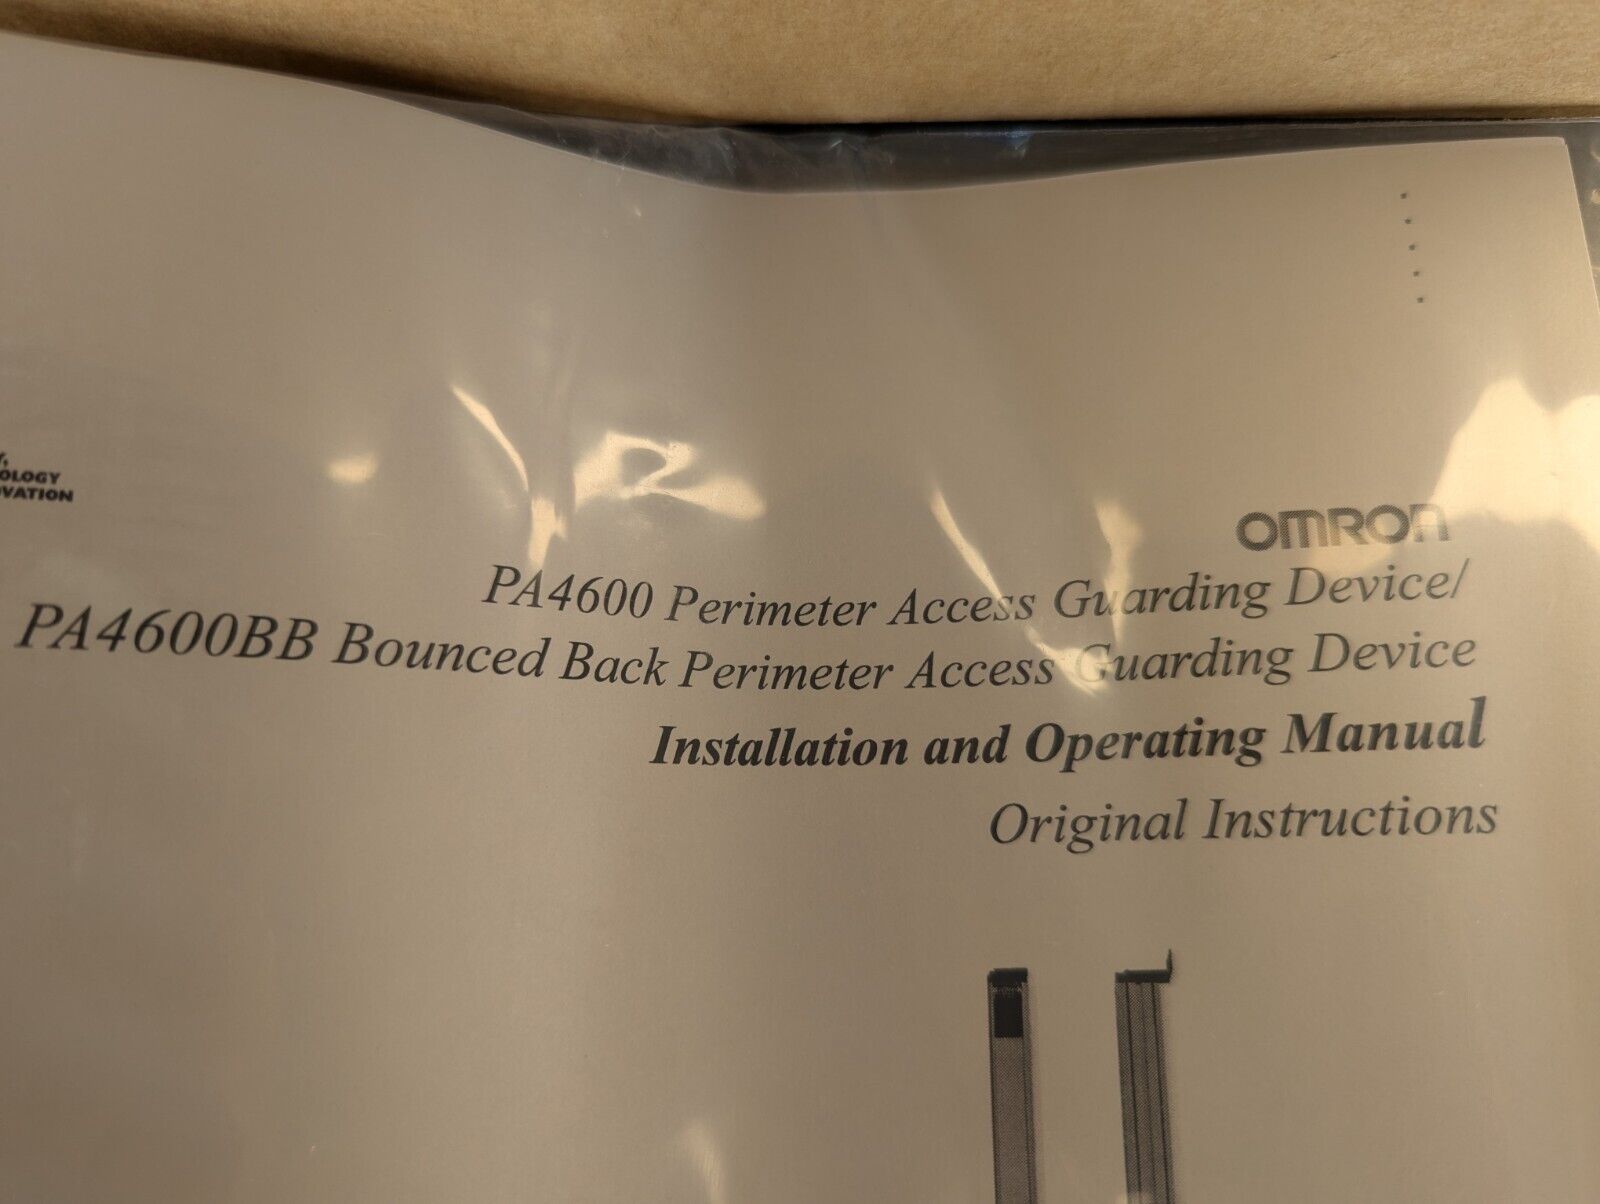 OLOGY
VATION
OMRON
PA4600 Perimeter Access Guarding Device/
PA4600BB Bounced Back Perimeter Access Guarding Device
Installation and Operating Manual
Original Instructions